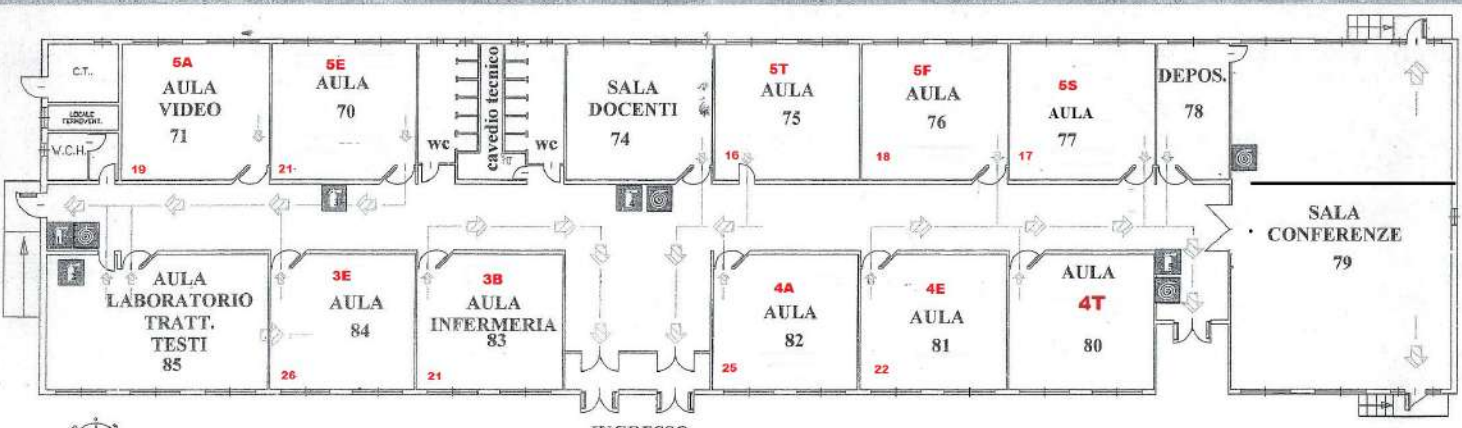 C.T.
LOCALE
TERMOVENT.
W.C.H.
5A
AULA
VIDEO
71
19
5E
AULA
70
21
wc
cavedio tecnico
wc
SALA
DOCENTI
74
5T
AULA
75
16
5F
AULA
76
18
5S
AULA
77
17
DEPOS.
78
SALA
CONFERENZE
79
AULA
LABORATORIO
TRATT.
TESTI
85
3E
AULA
84
26
3B
AULA
INFERMERIA
83
21
4A
AULA
82
25
4E
AULA
81
22
AULA
4T
80
INGRESSO